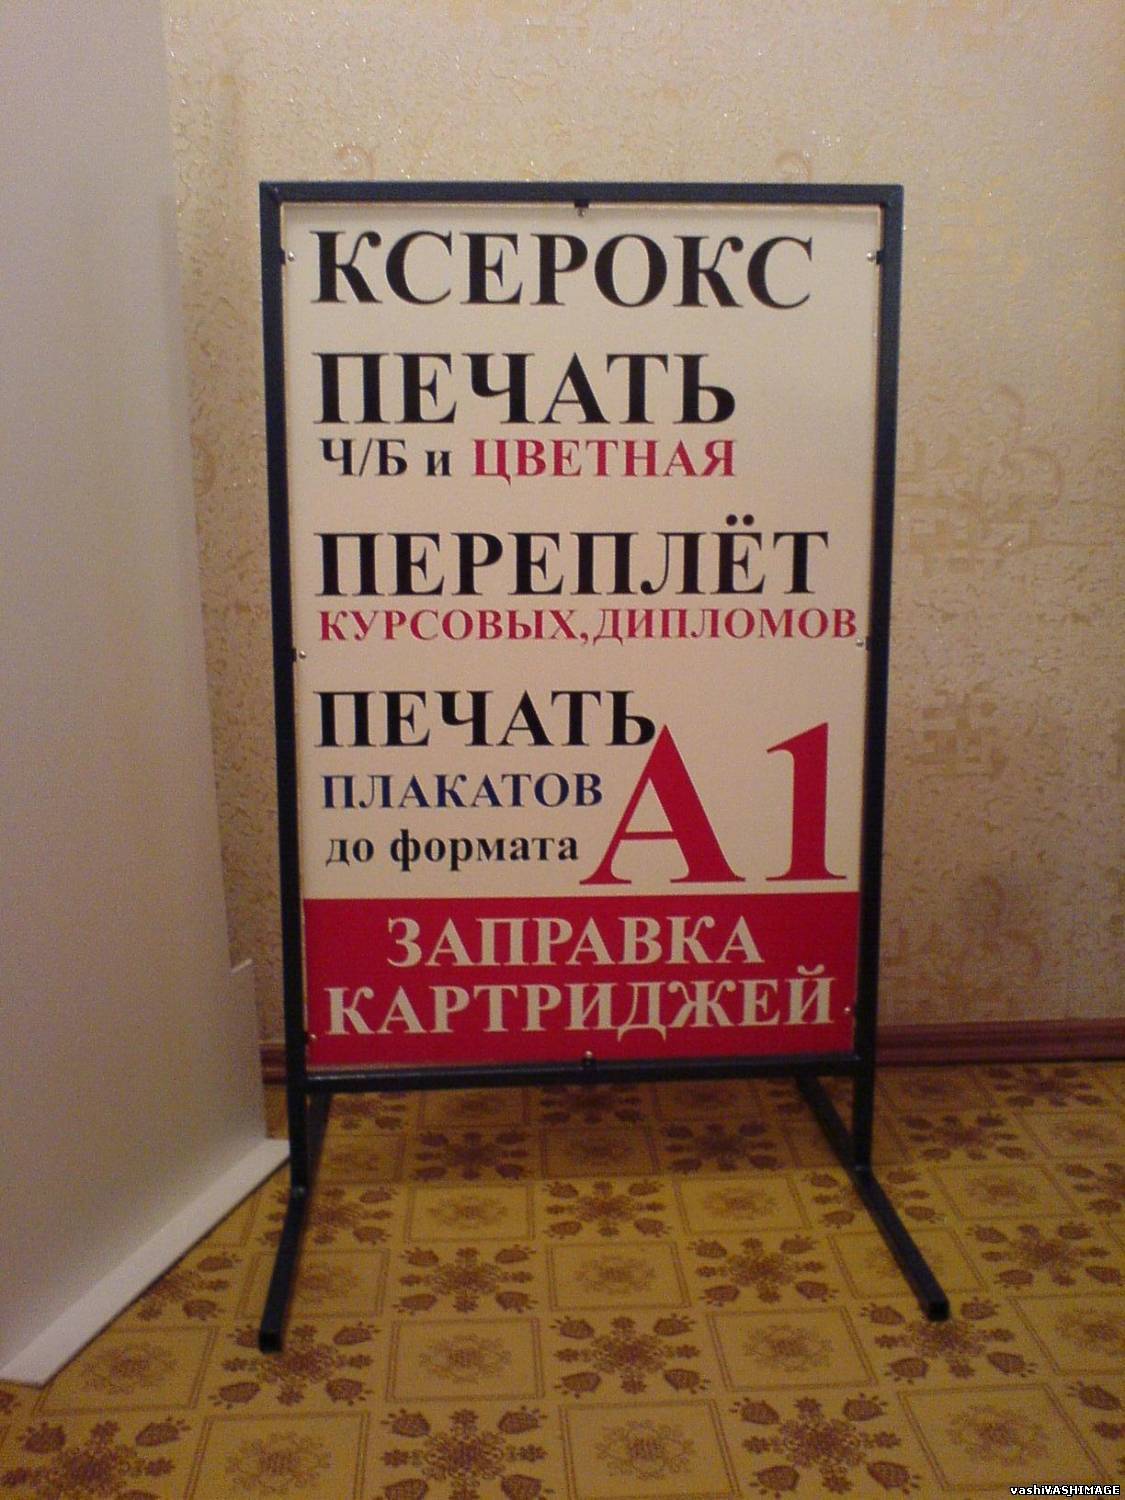 КСЕРОКС
ПЕЧАТЬ
Ч/Б и ЦВЕТНАЯ
ПЕРЕПЛЁТ
КУРСОВЫХ, ДИПЛОМОВ
ПЕЧАТЬ
ПЛАКАТОВ
до формата А1
ЗАПРАВКА
КАРТРИДЖЕЙ
vashiVASHIMAGE